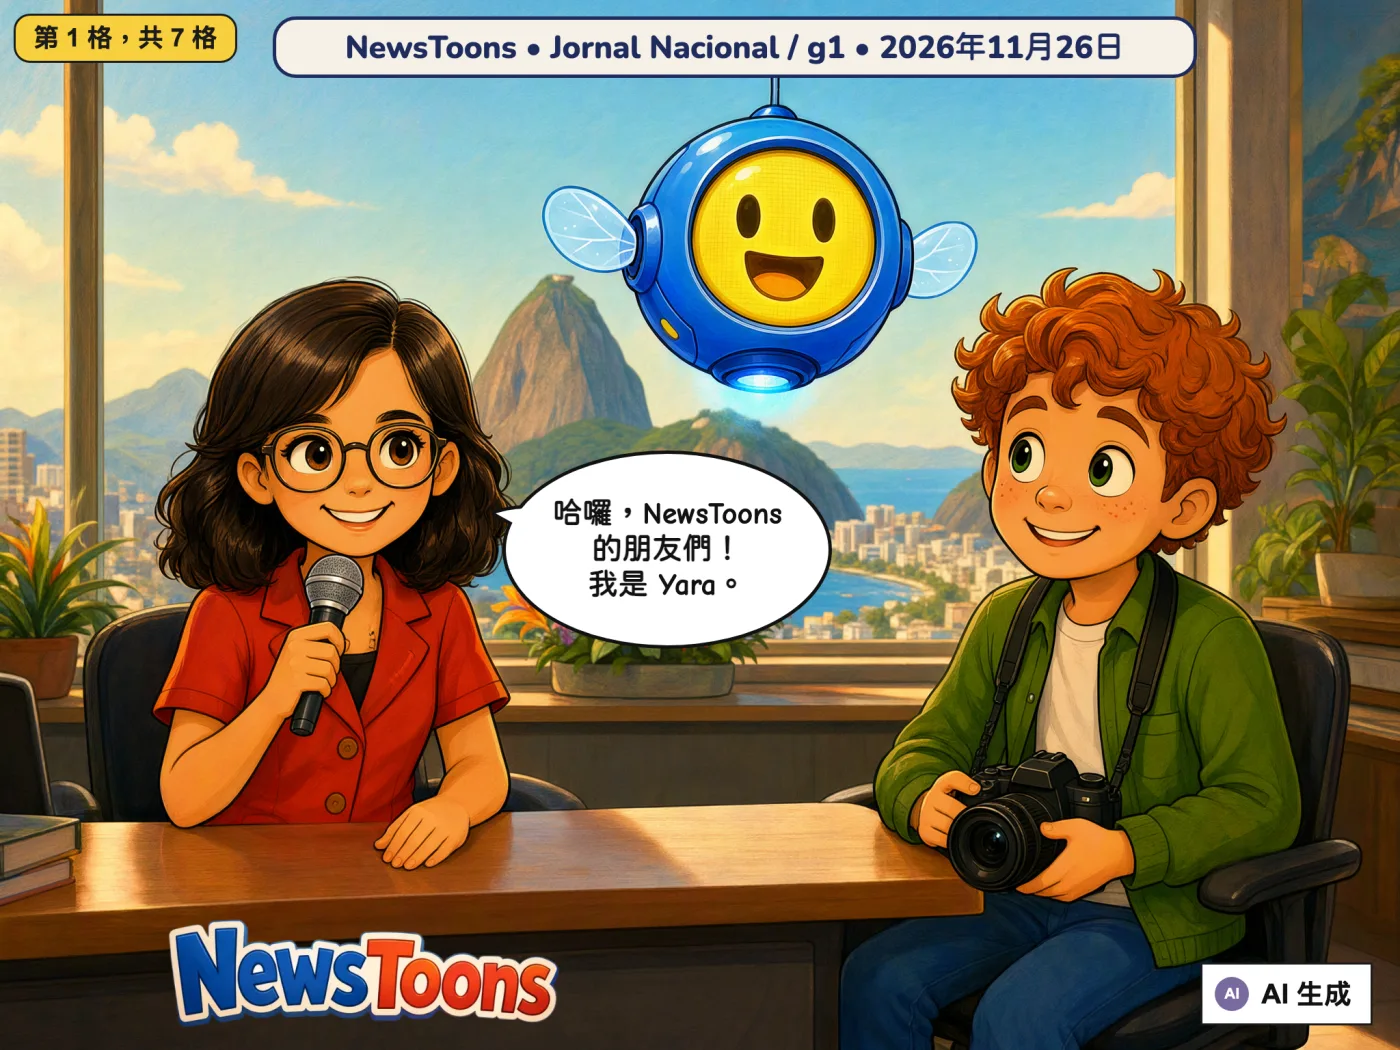 第 1 格，共 7 格
NewsToons • Jornal Nacional / g1 • 2026年11月26日
哈囉，NewsToons
的朋友們！
我是 Yara。
NewsToons
AI AI 生成